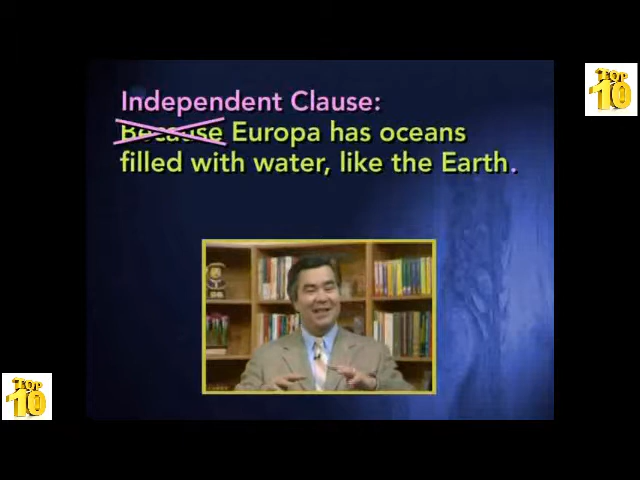 Independent Clause:
Because Europa has oceans
filled with water, like the Earth.
TOP
10
TOP
10